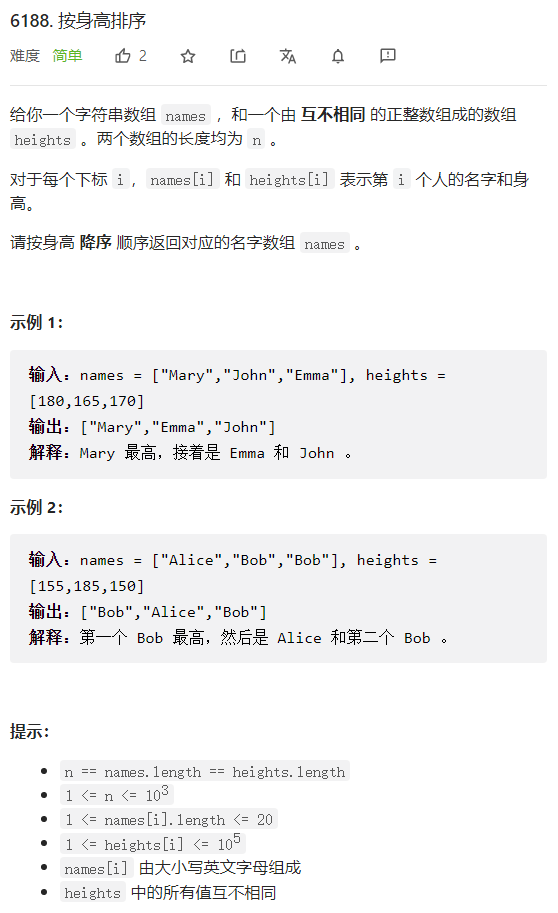 6188. 按身高排序
难度 简单 2
给你一个字符串数组 names ，和一个由 互不相同 的正整数组成的数组
heights 。两个数组的长度均为 n 。
对于每个下标 i，names[i] 和 heights[i] 表示第 i 个人的名字和身
高。
请按身高 降序 顺序返回对应的名字数组 names 。
示例 1：
输入：names = ["Mary","John","Emma"], heights =
[180,165,170]
输出：["Mary","Emma","John"]
解释：Mary 最高，接着是 Emma 和 John 。
示例 2：
输入：names = ["Alice","Bob","Bob"], heights =
[155,185,150]
输出：["Bob","Alice","Bob"]
解释：第一个 Bob 最高，然后是 Alice 和第二个 Bob 。
提示：
n == names.length == heights.length
1 <= n <= 10³
1 <= names[i].length <= 20
1 <= heights[i] <= 10⁵
names[i] 由大小写英文字母组成
heights 中的所有值互不相同